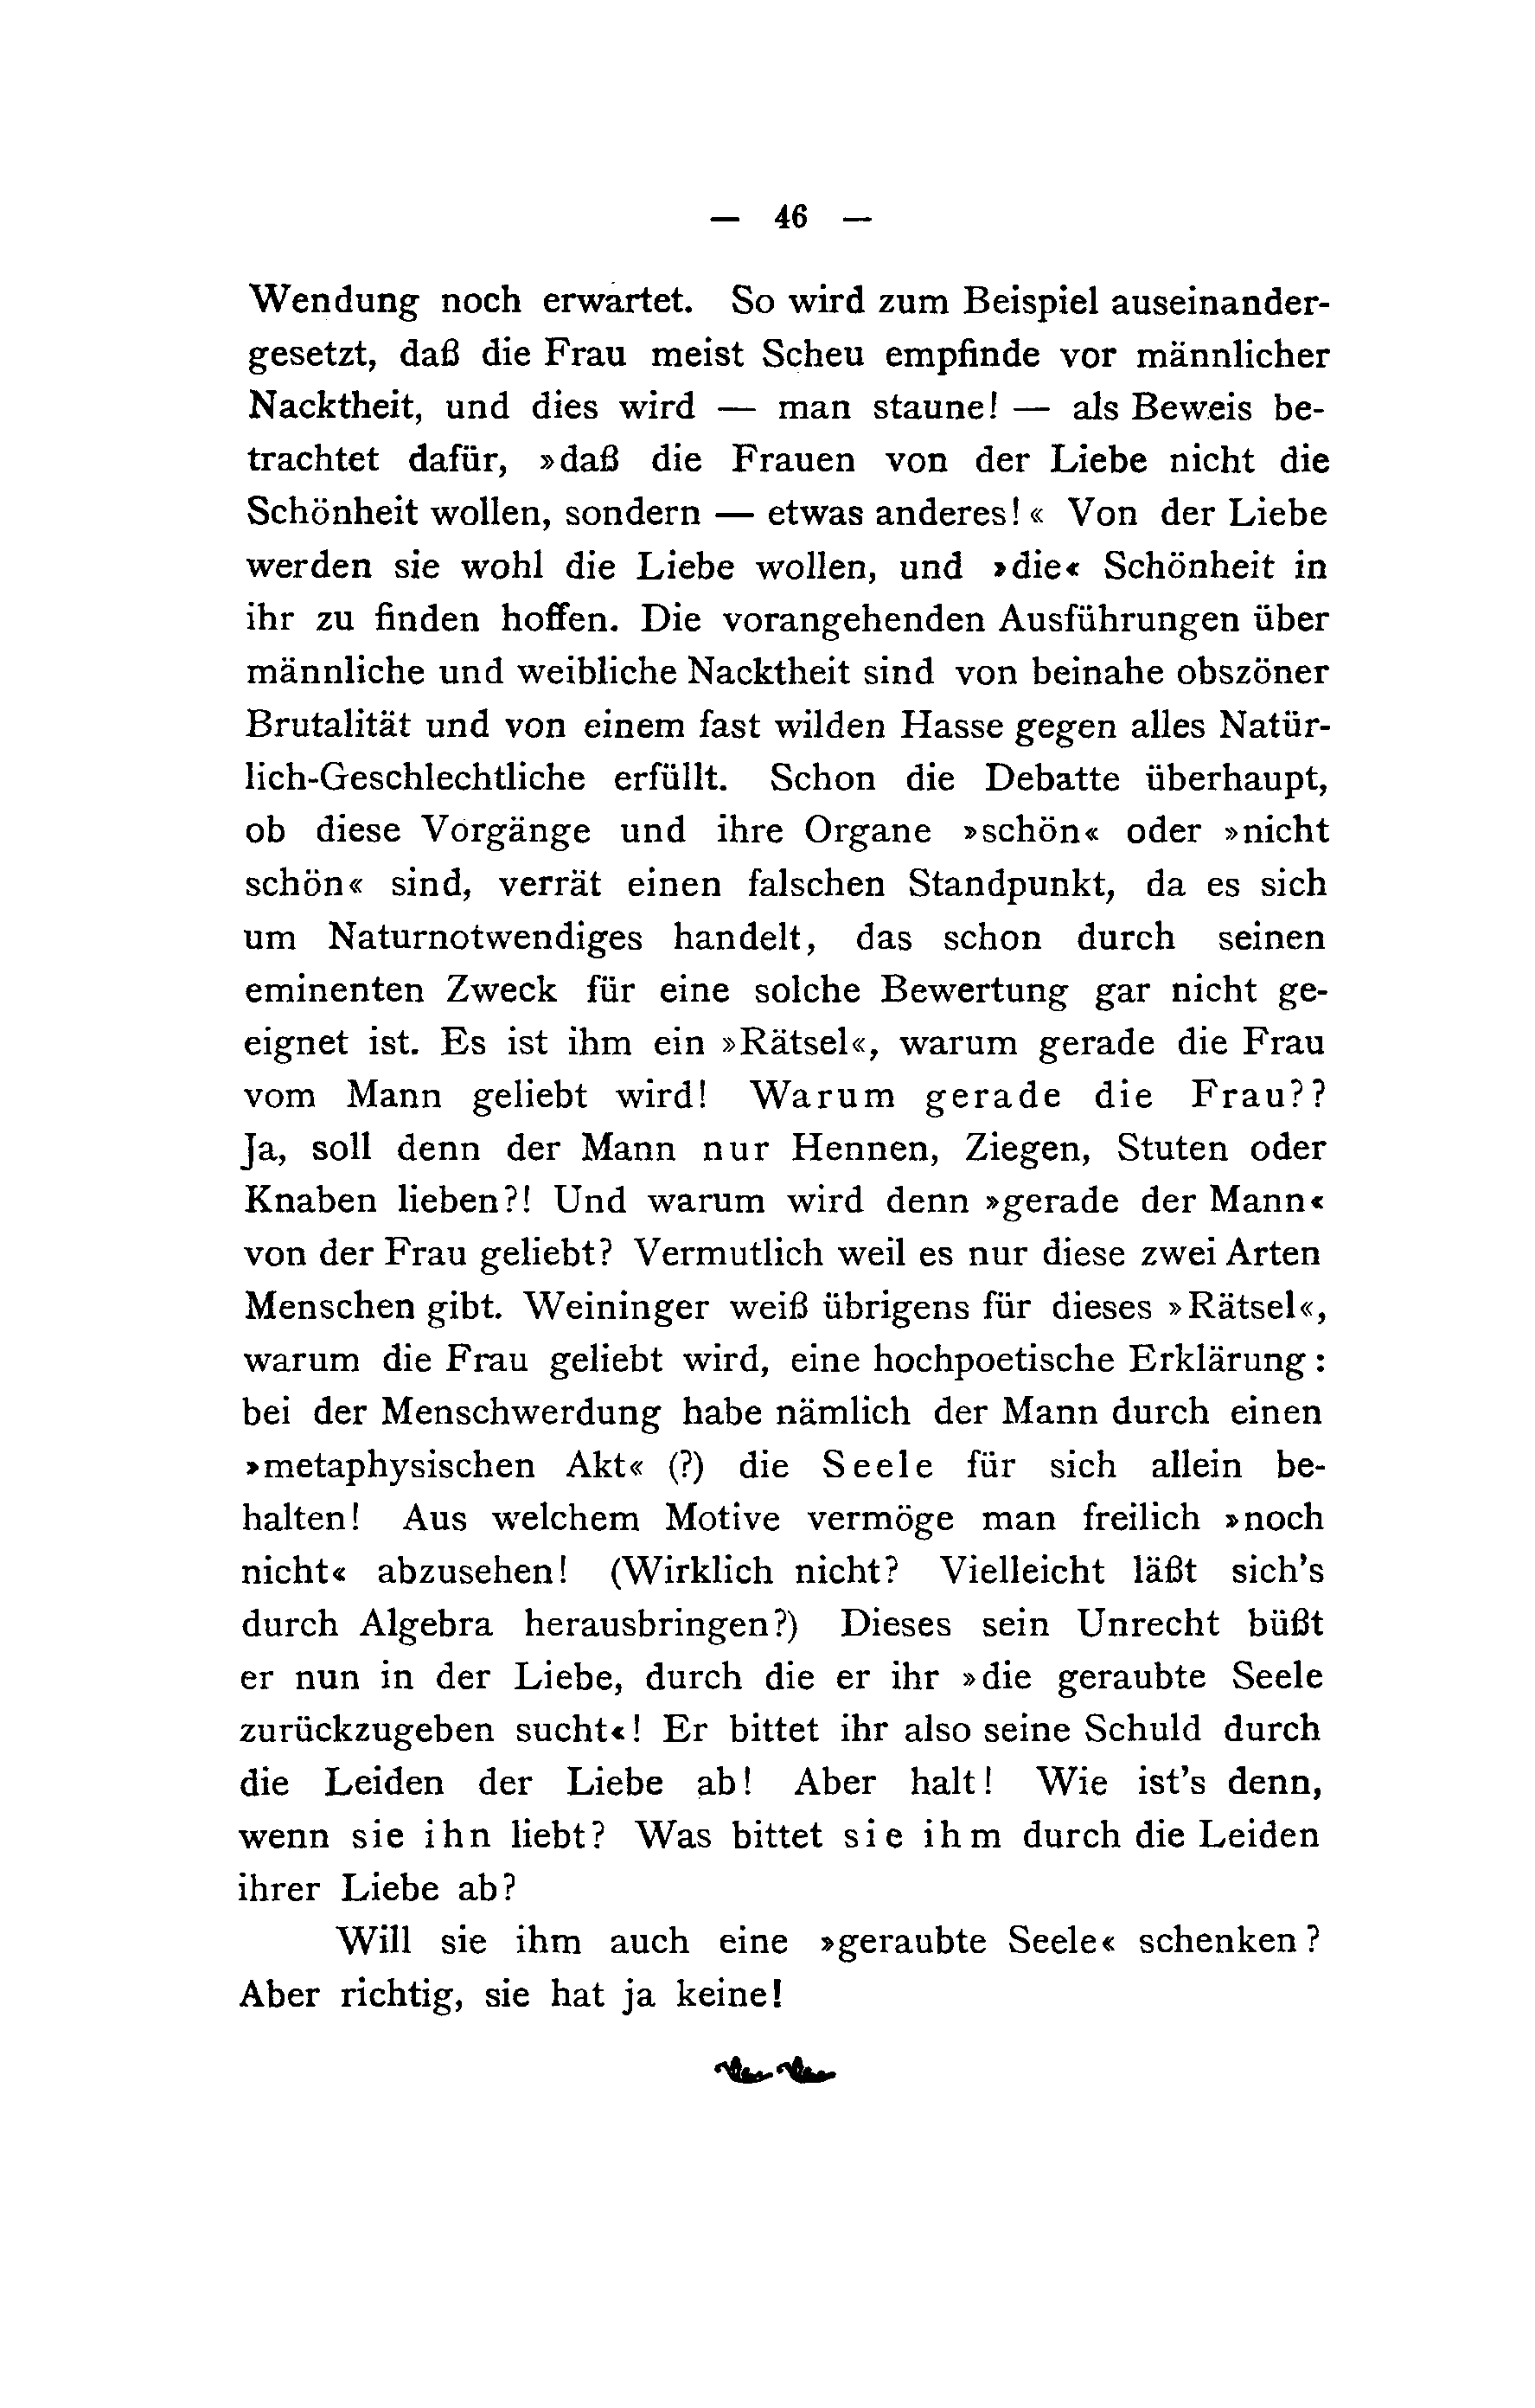 — 46 —
Wendung noch erwartet. So wird zum Beispiel auseinander-
gesetzt, daß die Frau meist Scheu empfinde vor männlicher
Nacktheit, und dies wird — man staune! — als Beweis be-
trachtet dafür, »daß die Frauen von der Liebe nicht die
Schönheit wollen, sondern — etwas anderes!« Von der Liebe
werden sie wohl die Liebe wollen, und »die« Schönheit in
ihr zu finden hoffen. Die vorangehenden Ausführungen über
männliche und weibliche Nacktheit sind von beinahe obszöner
Brutalität und von einem fast wilden Hasse gegen alles Natür-
lich-Geschlechtliche erfüllt. Schon die Debatte überhaupt,
ob diese Vorgänge und ihre Organe »schön« oder »nicht
schön« sind, verrät einen falschen Standpunkt, da es sich
um Naturnotwendiges handelt, das schon durch seinen
eminenten Zweck für eine solche Bewertung gar nicht ge-
eignet ist. Es ist ihm ein »Rätsel«, warum gerade die Frau
vom Mann geliebt wird! Warum gerade die Frau??
Ja, soll denn der Mann nur Hennen, Ziegen, Stuten oder
Knaben lieben?! Und warum wird denn »gerade der Mann«
von der Frau geliebt? Vermutlich weil es nur diese zwei Arten
Menschen gibt. Weininger weiß übrigens für dieses »Rätsel«,
warum die Frau geliebt wird, eine hochpoetische Erklärung:
bei der Menschwerdung habe nämlich der Mann durch einen
»metaphysischen Akt« (?) die Seele für sich allein be-
halten! Aus welchem Motive vermöge man freilich »noch
nicht« abzusehen! (Wirklich nicht? Vielleicht läßt sich's
durch Algebra herausbringen?) Dieses sein Unrecht büßt
er nun in der Liebe, durch die er ihr »die geraubte Seele
zurückzugeben sucht«! Er bittet ihr also seine Schuld durch
die Leiden der Liebe ab! Aber halt! Wie ist's denn,
wenn sie ihn liebt? Was bittet sie ihm durch die Leiden
ihrer Liebe ab?
Will sie ihm auch eine »geraubte Seele« schenken?
Aber richtig, sie hat ja keine!